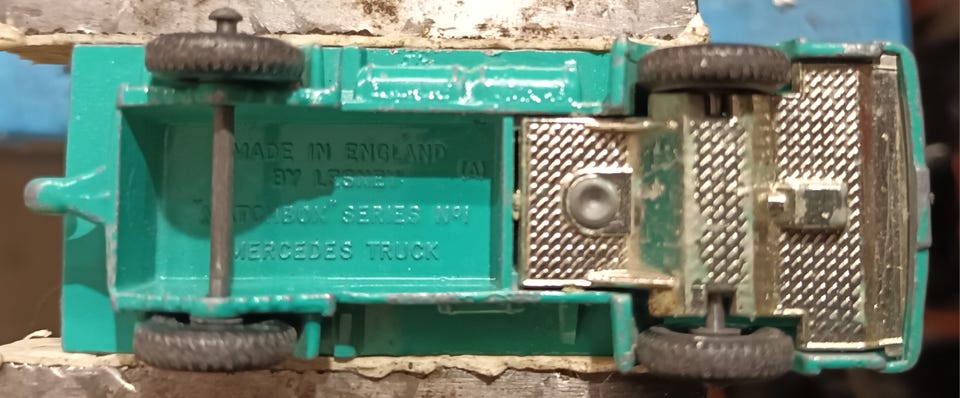 MADE IN ENGLAND
BY LESNEY (A)
"MATCHBOX" SERIES Nº1
MERCEDES TRUCK